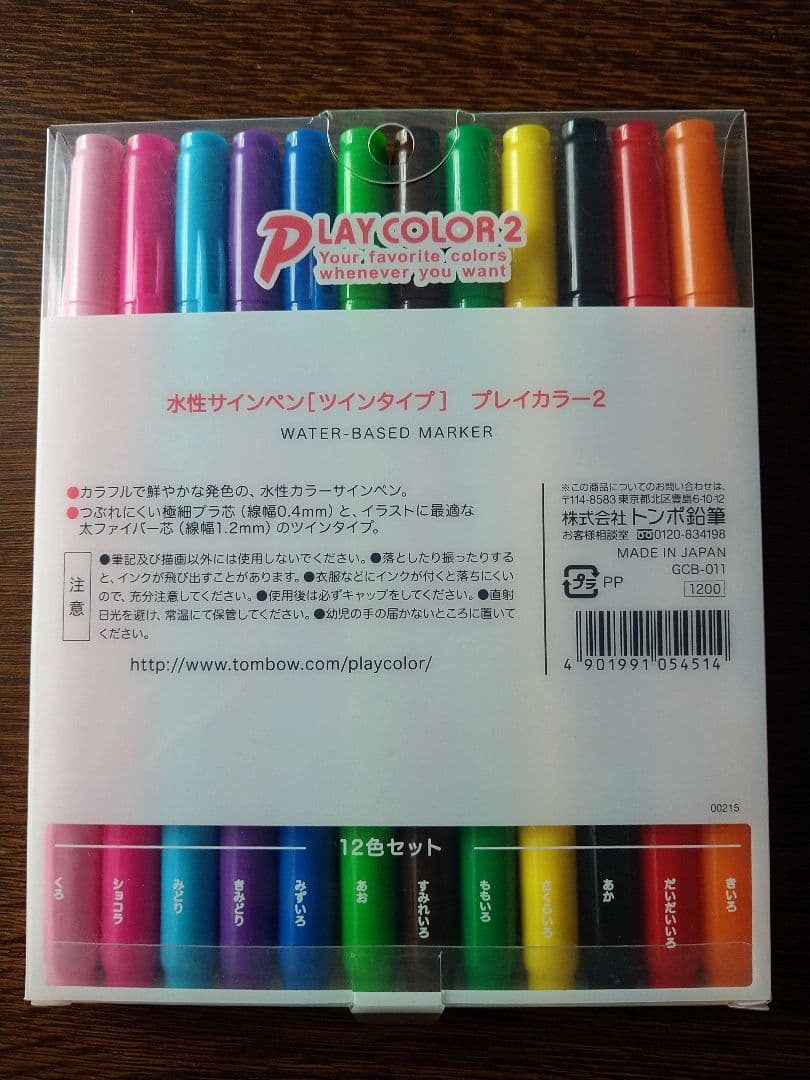 PLAY COLOR 2
Your favorite colors
whenever you want
水性サインペン[ツインタイプ] プレイカラー2
WATER-BASED MARKER
●カラフルで鮮やかな発色の、水性カラーサインペン。
●つぶれにくい極細プラ芯(線幅0.4mm)と、イラストに最適な
太ファイバー芯(線幅1.2mm)のツインタイプ。
注意
●筆記及び描画以外には使用しないでください。●落としたり振ったりする
と、インクが飛び出すことがあります。●衣服などにインクが付くと落ちにくい
ので、充分注意してください。●使用後は必ずキャップをしてください。●直射
日光を避け、常温にて保管してください。●幼児の手の届かないところに置いて
ください。
http://www.tombow.com/playcolor/
※この商品についてのお問い合わせは、
〒114-8583 東京都北区豊島6-10-12
株式会社トンボ鉛筆
お客様相談室 0120-834198
MADE IN JAPAN
GCB-011
プラ PP
1200
4 901991 054514
00215
12色セット
くろ
ショコラ
みどり
きみどり
みずいろ
あお
すみれいろ
ももいろ
さくらいろ
あか
だいだいいろ
きいろ